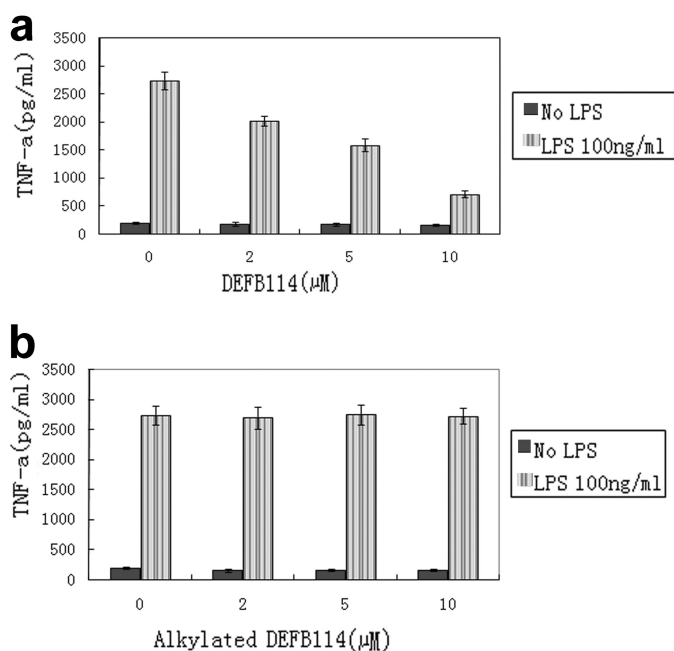 a
TNF-a(pg/ml)
3500
3000
2500
2000
1500
1000
500
0
0 2 5 10
DEFB114(μM)
No LPS
LPS 100ng/ml
b
TNF-a(pg/ml)
3500
3000
2500
2000
1500
1000
500
0
0 2 5 10
Alkylated DEFB114(μM)
No LPS
LPS 100ng/ml